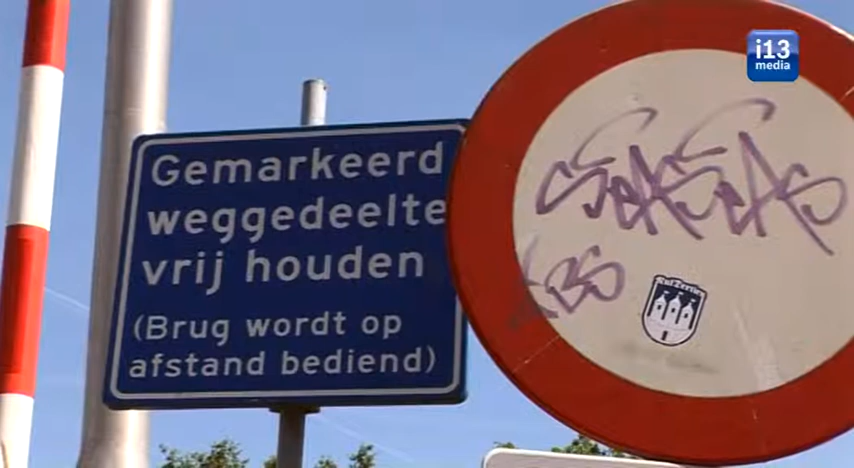 Gemarkeerd
weggedeelte
vrij houden
(Brug wordt op
afstand bediend)
i13
media